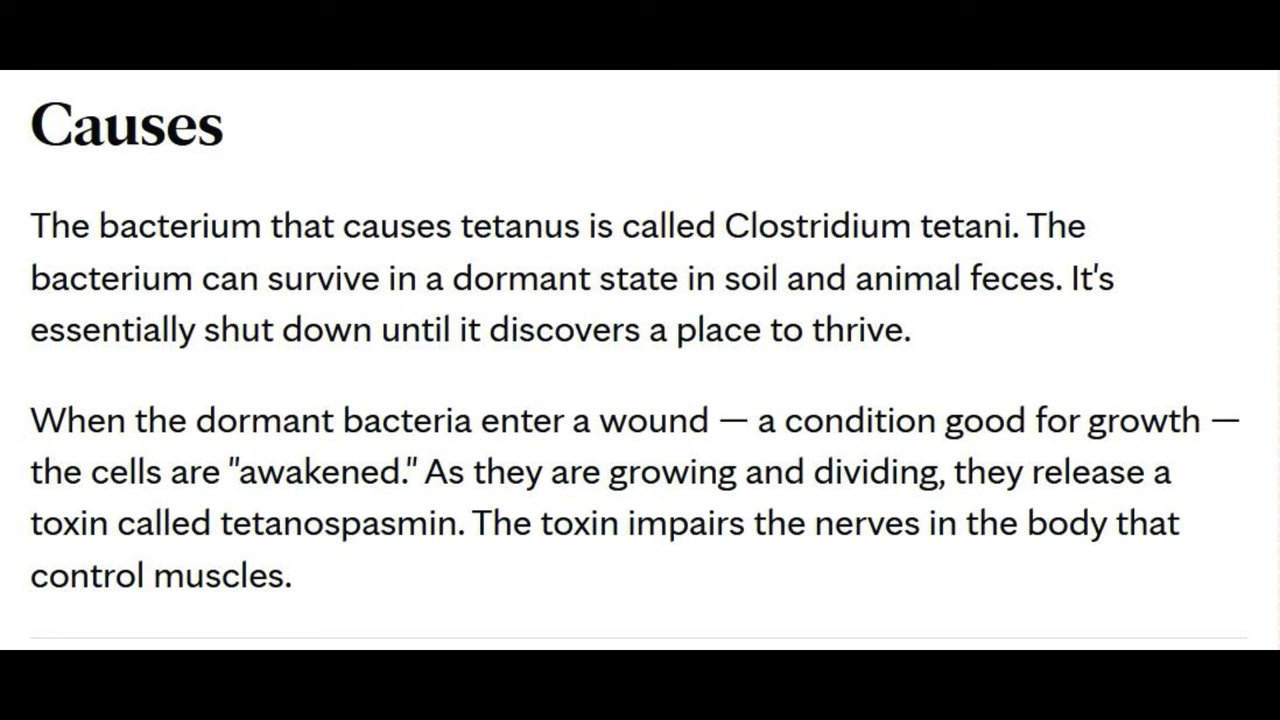 Causes
The bacterium that causes tetanus is called Clostridium tetani. The
bacterium can survive in a dormant state in soil and animal feces. It's
essentially shut down until it discovers a place to thrive.
When the dormant bacteria enter a wound — a condition good for growth —
the cells are "awakened." As they are growing and dividing, they release a
toxin called tetanospasmin. The toxin impairs the nerves in the body that
control muscles.